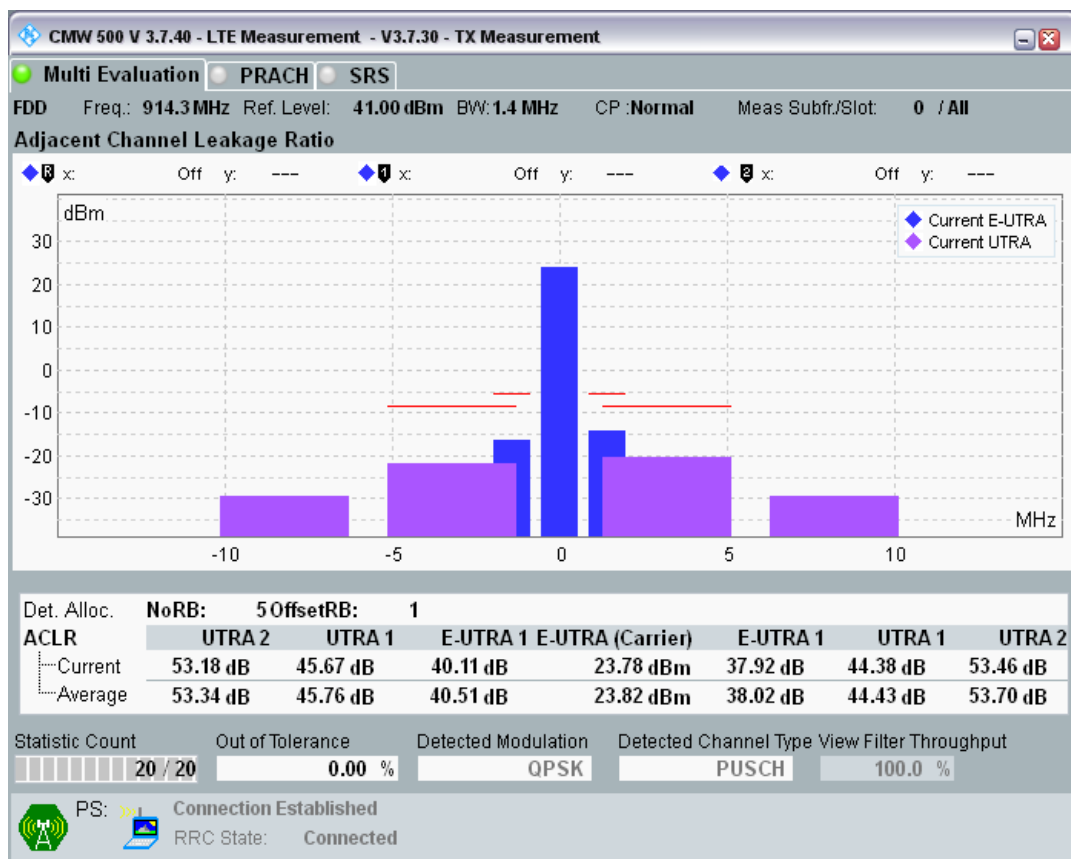 CMW 500 V 3.7.40 - LTE Measurement - V3.7.30 - TX Measurement
Multi Evaluation PRACH SRS
FDD Freq.: 914.3 MHz Ref. Level: 41.00 dBm BW: 1.4 MHz CP :Normal Meas Subfr./Slot: 0 / All
Adjacent Channel Leakage Ratio
R x: Off y: --- 1 x: Off y: --- 2 x: Off y: ---
dBm
Current E-UTRA
Current UTRA
30
20
10
0
-10
-20
-30
MHz
-10 -5 0 5 10
Det. Alloc. NoRB: 5 OffsetRB: 1
ACLR UTRA 2 UTRA 1 E-UTRA 1 E-UTRA (Carrier) E-UTRA 1 UTRA 1 UTRA 2
Current 53.18 dB 45.67 dB 40.11 dB 23.78 dBm 37.92 dB 44.38 dB 53.46 dB
Average 53.34 dB 45.76 dB 40.51 dB 23.82 dBm 38.02 dB 44.43 dB 53.70 dB
Statistic Count Out of Tolerance Detected Modulation Detected Channel Type View Filter Throughput
20 / 20 0.00 % QPSK PUSCH 100.0 %
PS: Connection Established
RRC State: Connected